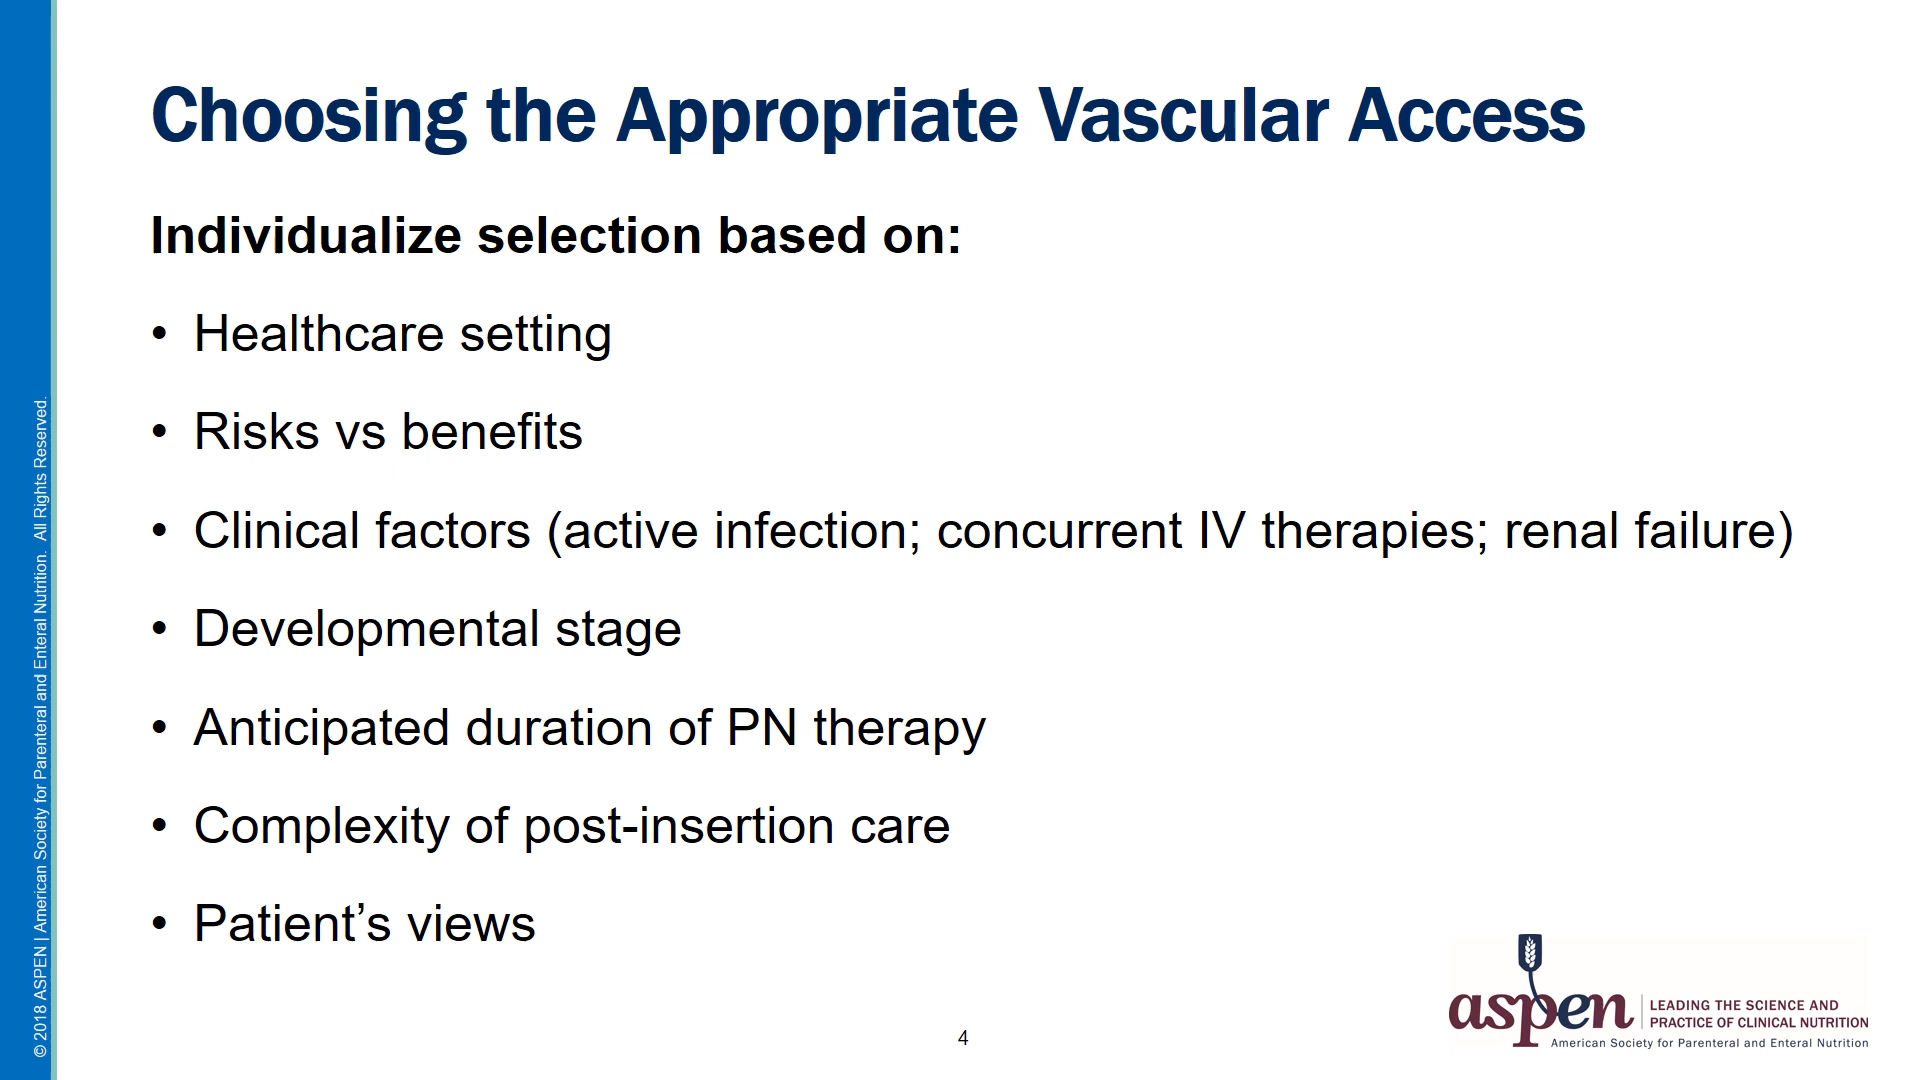 Choosing the Appropriate Vascular Access
Individualize selection based on:
• Healthcare setting
• Risks vs benefits
• Clinical factors (active infection; concurrent IV therapies; renal failure)
• Developmental stage
• Anticipated duration of PN therapy
• Complexity of post-insertion care
• Patient’s views
© 2018 ASPEN | American Society for Parenteral and Enteral Nutrition. All Rights Reserved.
4
aspen
LEADING THE SCIENCE AND
PRACTICE OF CLINICAL NUTRITION
American Society for Parenteral and Enteral Nutrition